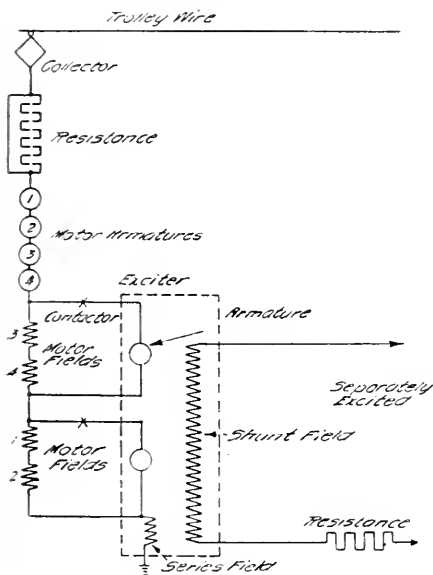 Trolley Wire
Collector
Resistance
1
2
3
4
Motor Armatures
Exciter
Contactor
Armature
3
4
Motor
Fields
Separately
Excited
1
2
Motor
Fields
Shunt Field
Resistance
Series Field